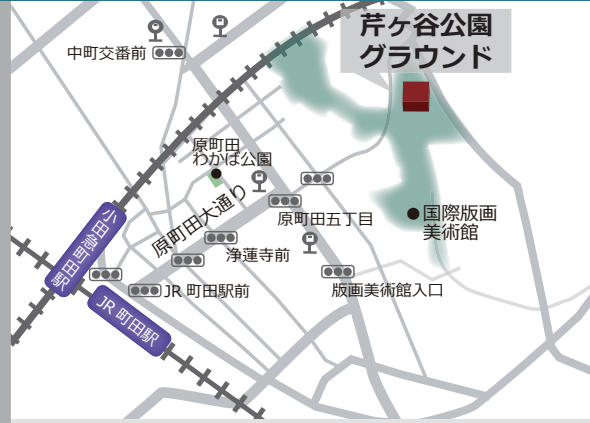 芹ヶ谷公園
グラウンド
中町交番前
原町田
わかば公園
原町田大通り
原町田五丁目
国際版画
美術館
浄蓮寺前
小田急町田駅
JR 町田駅前
版画美術館入口
JR 町田駅